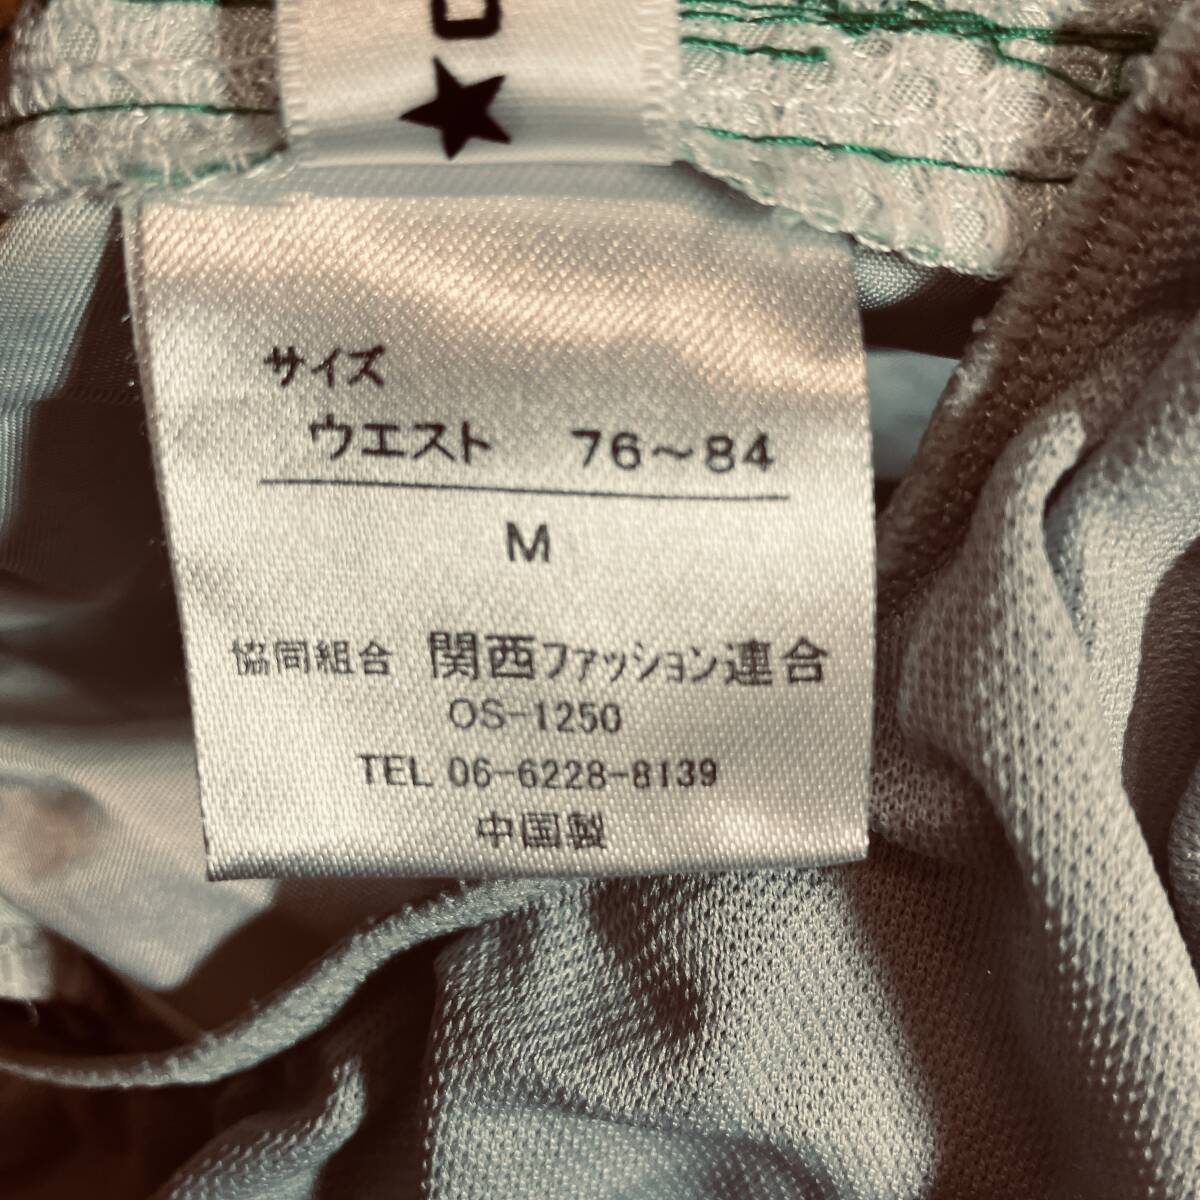 サイズ
ウエスト 76～84
M
協同組合 関西ファッション連合
OS-1250
TEL 06-6228-8139
中国製